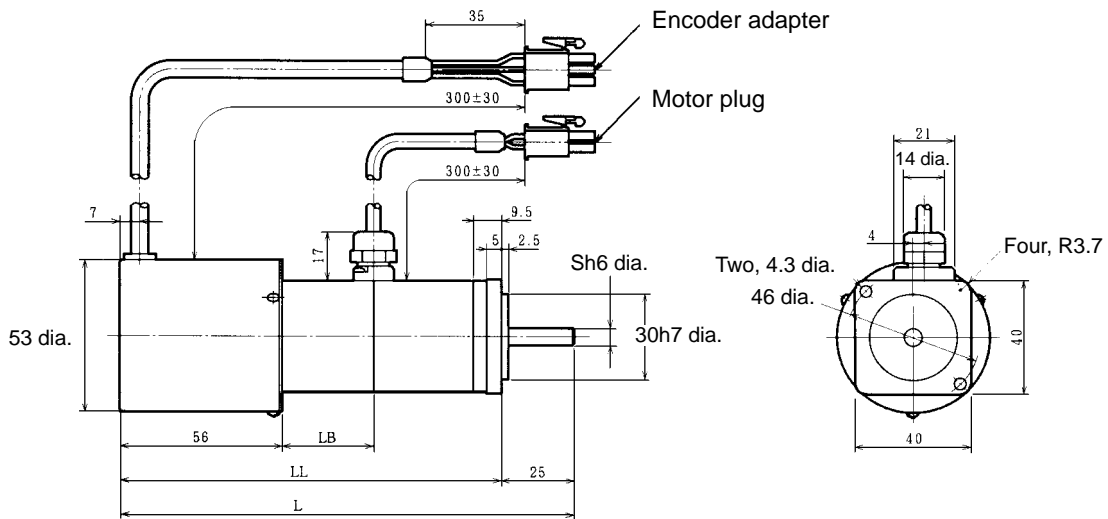 35
Encoder adapter
300±30
Motor plug
300±30
7
17
9.5
5
2.5
Sh6 dia.
53 dia.
30h7 dia.
56
LB
LL
25
L
21
14 dia.
4
Four, R3.7
Two, 4.3 dia.
46 dia.
40
40